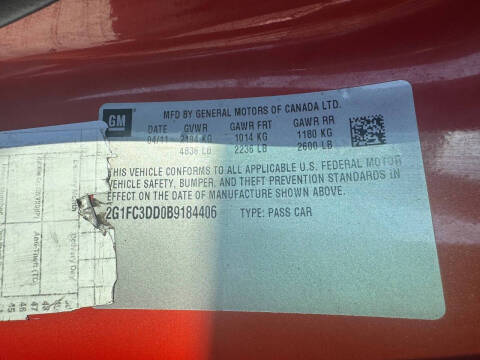 GM
MFD BY GENERAL MOTORS OF CANADA LTD.
DATE GVWR GAWR FRT GAWR RR
04/11 2194 KG 1014 KG 1180 KG
4836 LB 2236 LB 2600 LB
THIS VEHICLE CONFORMS TO ALL APPLICABLE U.S. FEDERAL MOTOR
VEHICLE SAFETY, BUMPER, AND THEFT PREVENTION STANDARDS IN
EFFECT ON THE DATE OF MANUFACTURE SHOWN ABOVE.
2G1FC3DD0B9184406 TYPE: PASS CAR